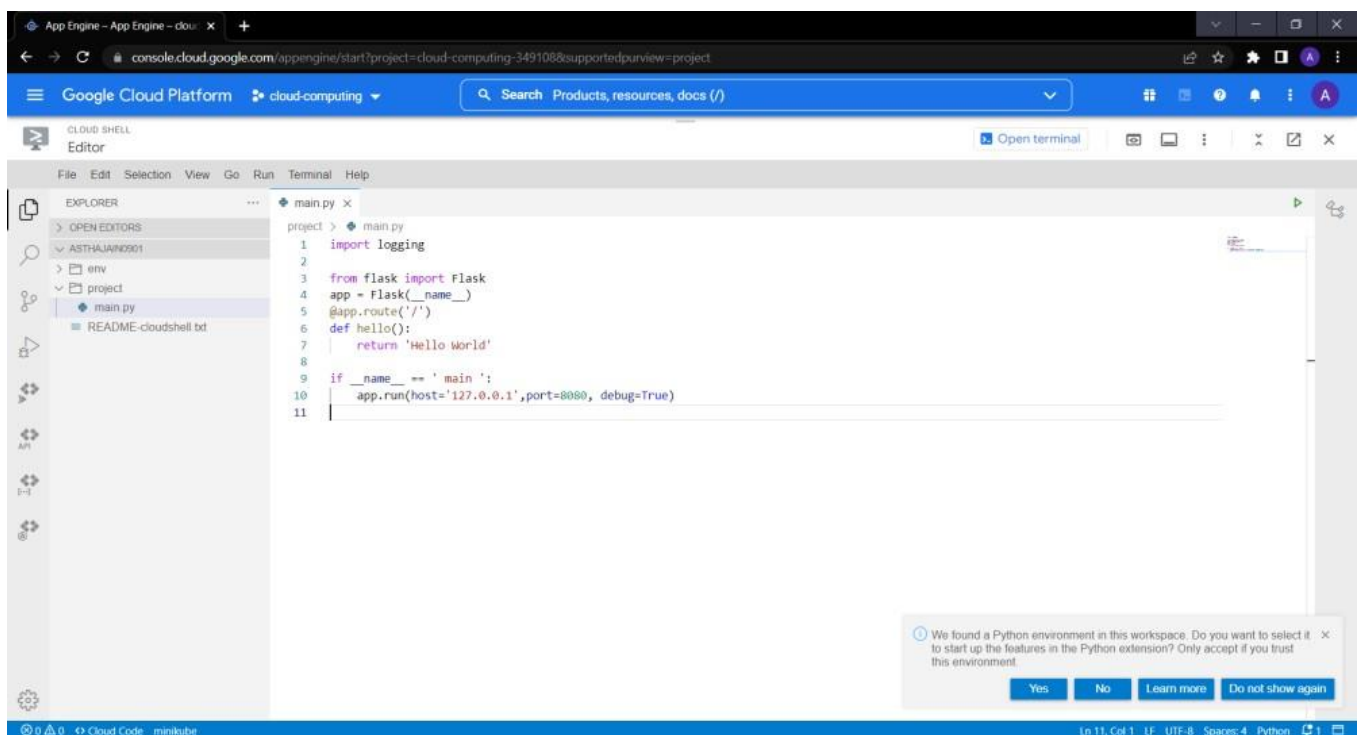 App Engine – App Engine – clou
console.cloud.google.com/appengine/start?project=cloud-computing-349108&supportedpurview=project
A
Google Cloud Platform cloud-computing Search Products, resources, docs (/) A
CLOUD SHELL
Editor
Open terminal
File Edit Selection View Go Run Terminal Help
EXPLORER
OPEN EDITORS
ASTHAJAIN0901
env
project
main.py
README-cloudshell.txt
main.py
project > main.py
1 import logging
2
3 from flask import Flask
4 app = Flask(__name__)
5 @app.route('/')
6 def hello():
7 return 'Hello World'
8
9 if __name__ == ' main ':
10 app.run(host='127.0.0.1',port=8080, debug=True)
11
API
We found a Python environment in this workspace. Do you want to select it
to start up the features in the Python extension? Only accept if you trust
this environment.
Yes No Learn more Do not show again
0 0 Cloud Code minikube Ln 11, Col 1 LF UTF-8 Spaces: 4 Python 1